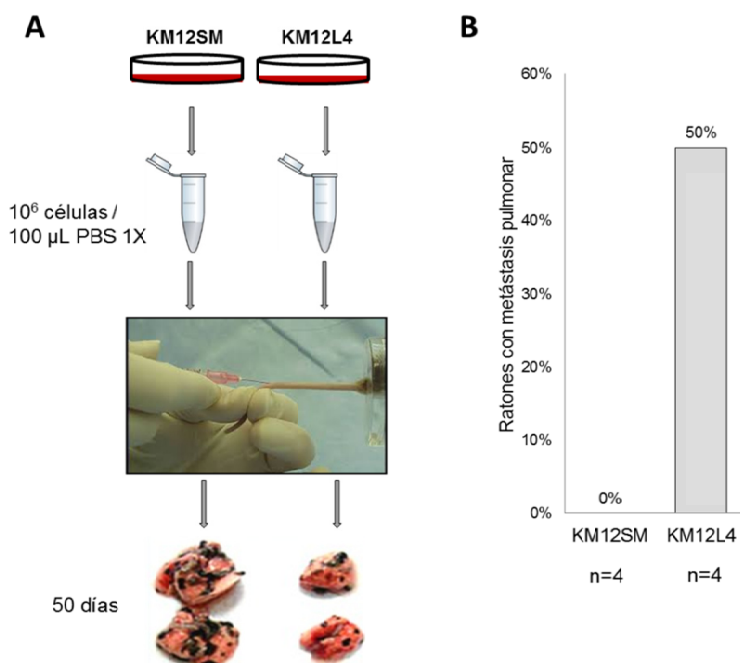 A
KM12SM
KM12L4
10⁶ células /
100 µL PBS 1X
50 días
B
Ratones con metástasis pulmonar
60%
50%
40%
30%
20%
10%
0%
0%
50%
KM12SM
KM12L4
n=4
n=4